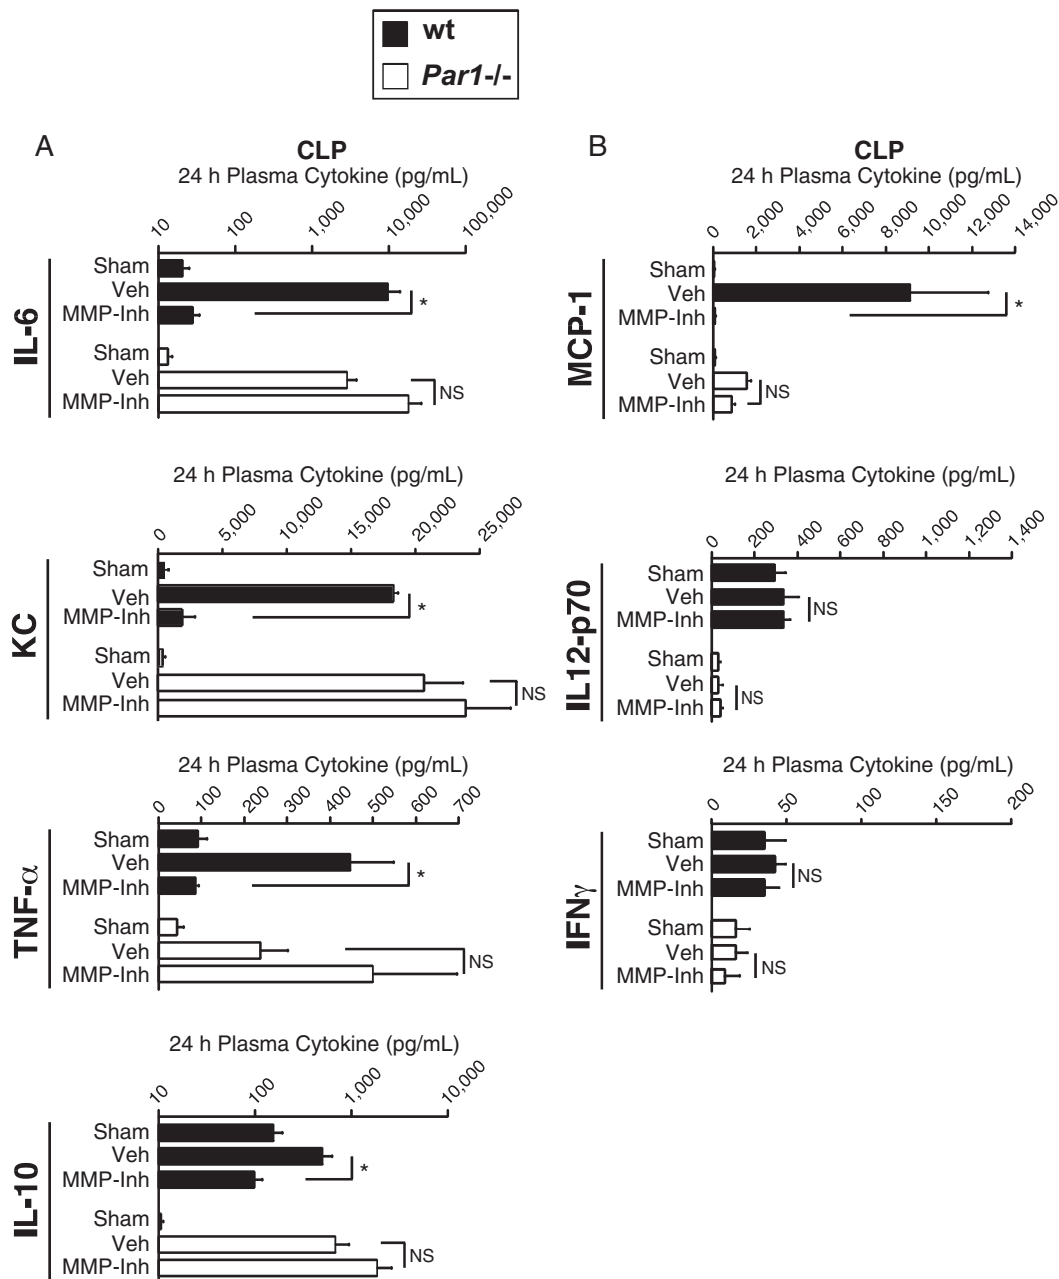 wt
Par1-/-
A
CLP
24 h Plasma Cytokine (pg/mL)
10 100 1,000 10,000 100,000
IL-6
Sham
Veh
MMP-Inh
*
Sham
Veh
MMP-Inh
NS
24 h Plasma Cytokine (pg/mL)
0 5,000 10,000 15,000 20,000 25,000
KC
Sham
Veh
MMP-Inh
*
Sham
Veh
MMP-Inh
NS
24 h Plasma Cytokine (pg/mL)
0 100 200 300 400 500 600 700
TNF-α
Sham
Veh
MMP-Inh
*
Sham
Veh
MMP-Inh
NS
24 h Plasma Cytokine (pg/mL)
10 100 1,000 10,000
IL-10
Sham
Veh
MMP-Inh
*
Sham
Veh
MMP-Inh
NS
B
CLP
24 h Plasma Cytokine (pg/mL)
0 2,000 4,000 6,000 8,000 10,000 12,000 14,000
MCP-1
Sham
Veh
MMP-Inh
*
Sham
Veh
MMP-Inh
NS
24 h Plasma Cytokine (pg/mL)
0 200 400 600 800 1,000 1,200 1,400
IL12-p70
Sham
Veh
MMP-Inh
NS
Sham
Veh
MMP-Inh
NS
24 h Plasma Cytokine (pg/mL)
0 50 100 150 200
IFNγ
Sham
Veh
MMP-Inh
NS
Sham
Veh
MMP-Inh
NS